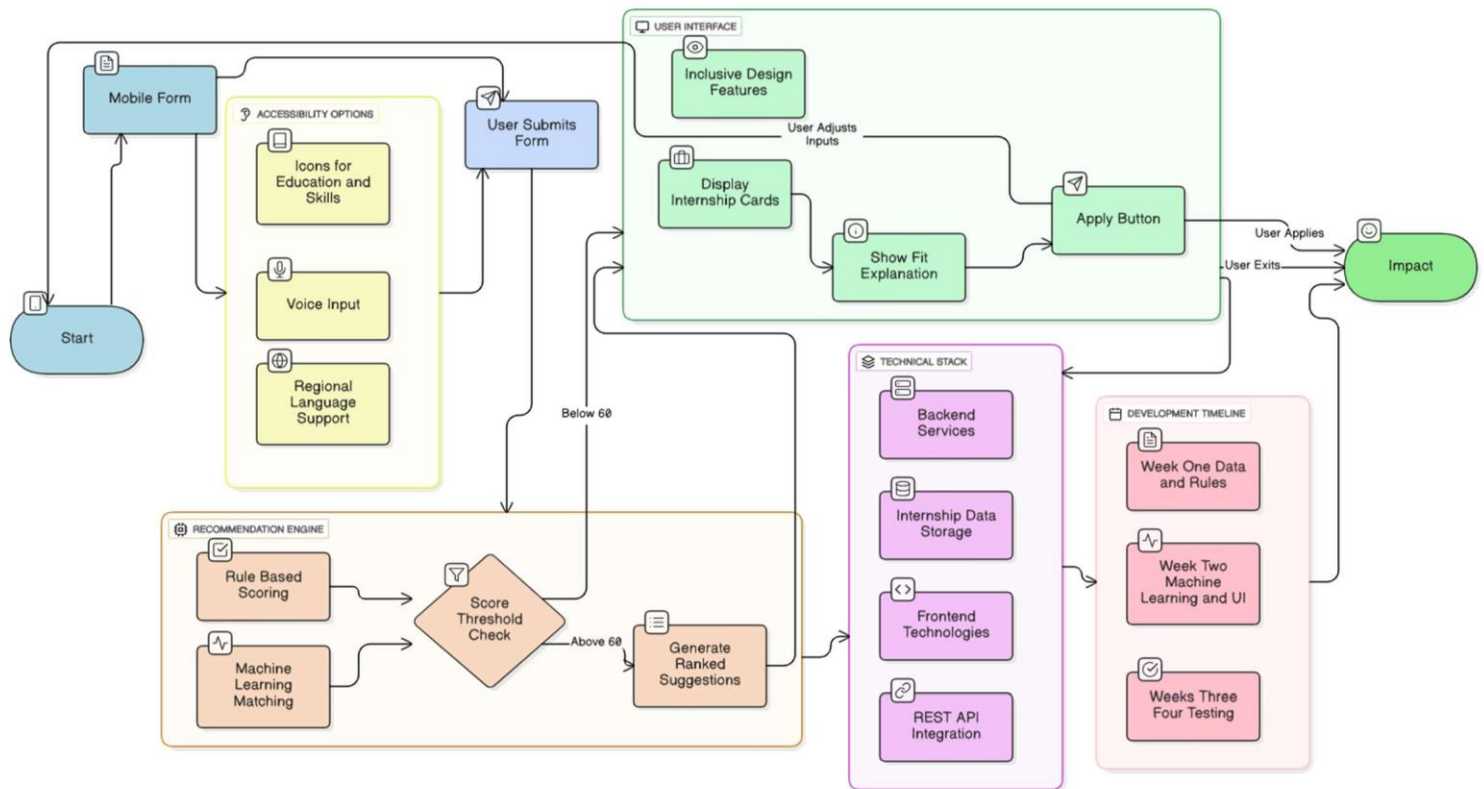 USER INTERFACE
Inclusive Design
Features
User Adjusts
Inputs
Display
Internship Cards
Show Fit
Explanation
Apply Button
User Applies
User Exits
Impact
Mobile Form
ACCESSIBILITY OPTIONS
Icons for
Education and
Skills
Voice Input
Regional
Language
Support
User Submits
Form
Start
Below 60
RECOMMENDATION ENGINE
Rule Based
Scoring
Machine
Learning
Matching
Score
Threshold
Check
Above 60
Generate
Ranked
Suggestions
TECHNICAL STACK
Backend
Services
Internship Data
Storage
Frontend
Technologies
REST API
Integration
DEVELOPMENT TIMELINE
Week One Data
and Rules
Week Two
Machine
Learning and UI
Weeks Three
Four Testing